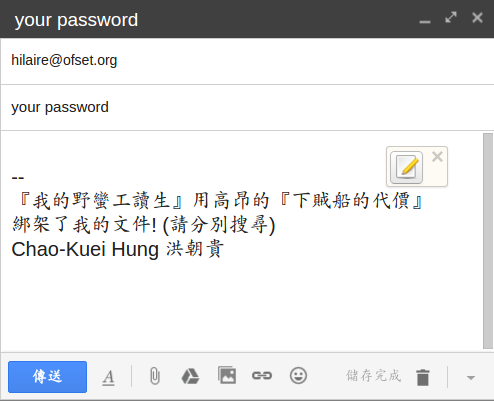 your password
hilaire@ofset.org
your password
--
『我的野蠻工讀生』用高昂的『下賊船的代價』
綁架了我的文件! (請分別搜尋)
Chao-Kuei Hung 洪朝貴
傳送
A
儲存完成